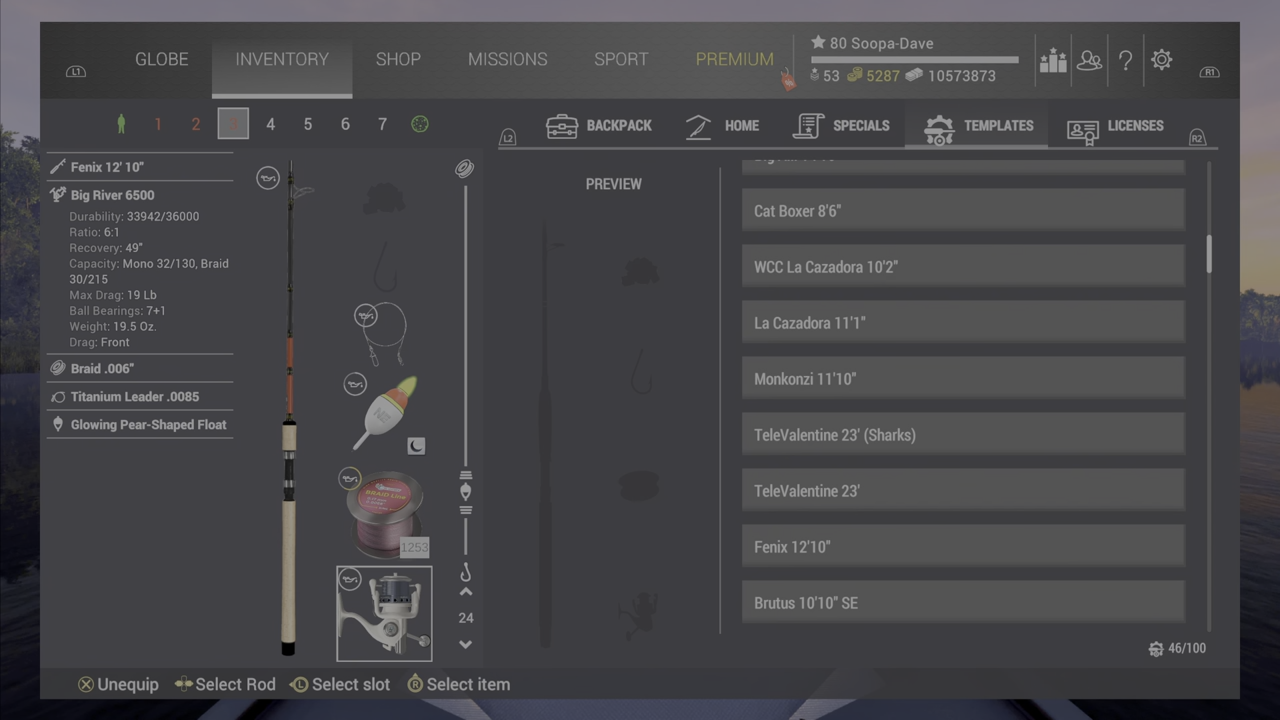 L1
GLOBE
INVENTORY
SHOP
MISSIONS
SPORT
PREMIUM
80 Soopa-Dave
53 5287 10573873
?
R1
1 2 3 4 5 6 7
L2
BACKPACK
HOME
SPECIALS
TEMPLATES
LICENSES
R2
Fenix 12' 10"
Big River 6500
Durability: 33942/36000
Ratio: 6:1
Recovery: 49"
Capacity: Mono 32/130, Braid
30/215
Max Drag: 19 Lb
Ball Bearings: 7+1
Weight: 19.5 Oz.
Drag: Front
Braid .006"
Titanium Leader .0085
Glowing Pear-Shaped Float
BRAID Line
1253
24
PREVIEW
Cat Boxer 8'6"
WCC La Cazadora 10'2"
La Cazadora 11'1"
Monkonzi 11'10"
TeleValentine 23' (Sharks)
TeleValentine 23'
Fenix 12'10"
Brutus 10'10" SE
46/100
Unequip
Select Rod
L Select slot
R Select item